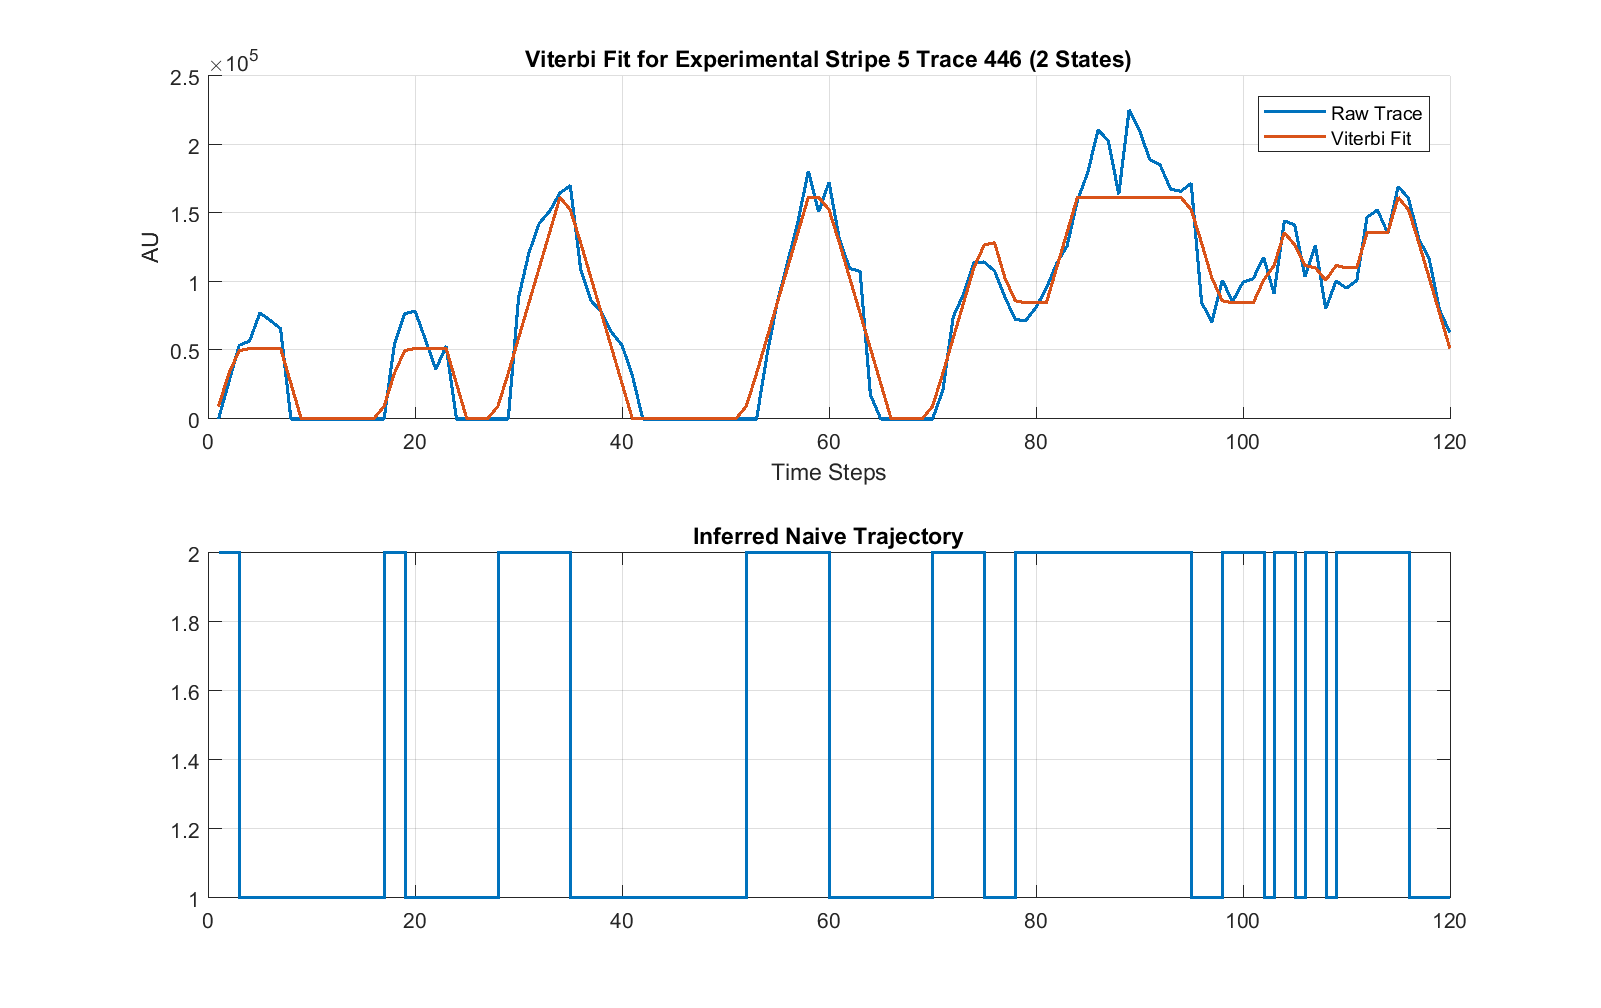 Viterbi Fit for Experimental Stripe 5 Trace 446 (2 States)
×10^5
2.5
2
1.5
1
0.5
0
AU
Raw Trace
Viterbi Fit
0 20 40 60 80 100 120
Time Steps
Inferred Naive Trajectory
2
1.8
1.6
1.4
1.2
1
0 20 40 60 80 100 120